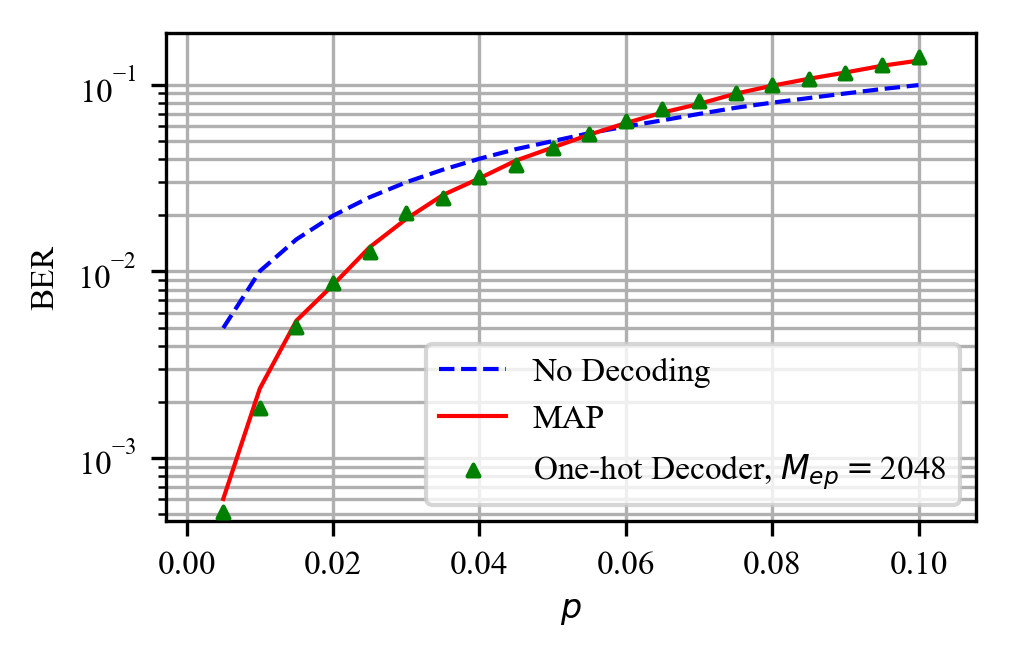 BER
10⁻¹
10⁻²
10⁻³
No Decoding
MAP
One-hot Decoder, Mₑₚ = 2048
0.00 0.02 0.04 0.06 0.08 0.10
p